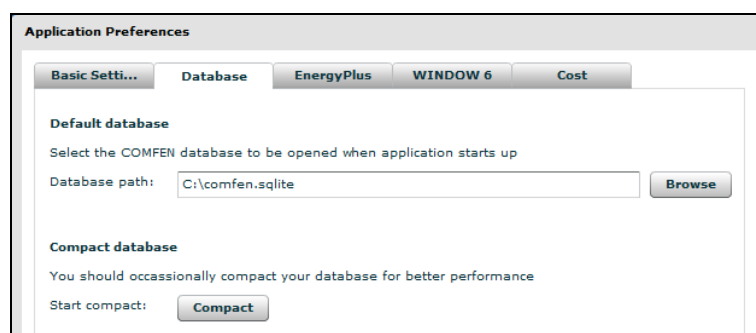 Application Preferences
Basic Setti... Database EnergyPlus WINDOW 6 Cost
Default database
Select the COMFEN database to be opened when application starts up
Database path: C:\comfen.sqlite Browse
Compact database
You should occassionally compact your database for better performance
Start compact: Compact